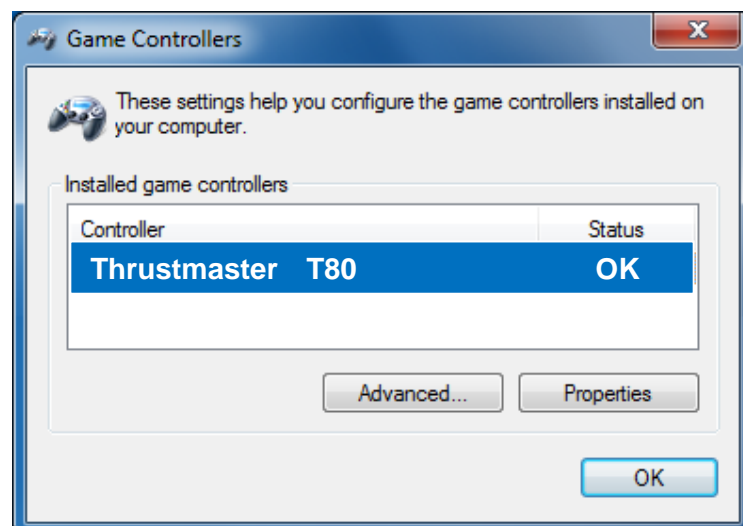 Game Controllers
x
These settings help you configure the game controllers installed on
your computer.
Installed game controllers
Controller Status
Thrustmaster T80 OK
Advanced... Properties
OK